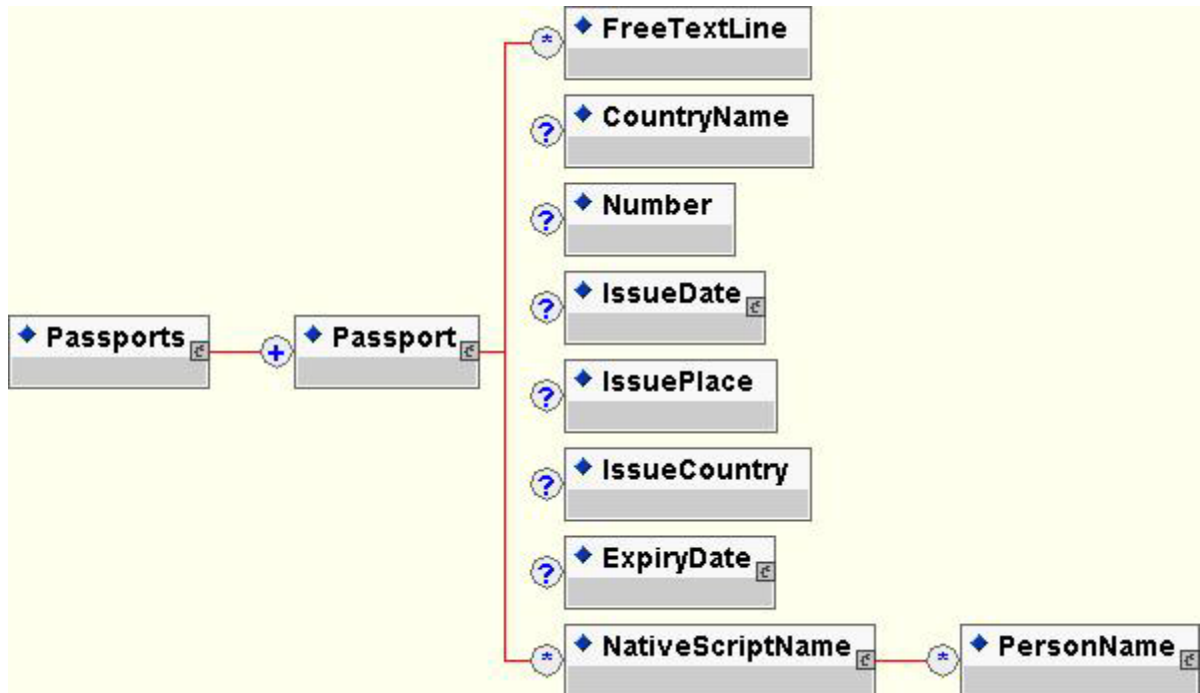 * FreeTextLine
? CountryName
? Number
? IssueDate
Passports + Passport
? IssuePlace
? IssueCountry
? ExpiryDate
* NativeScriptName * PersonName